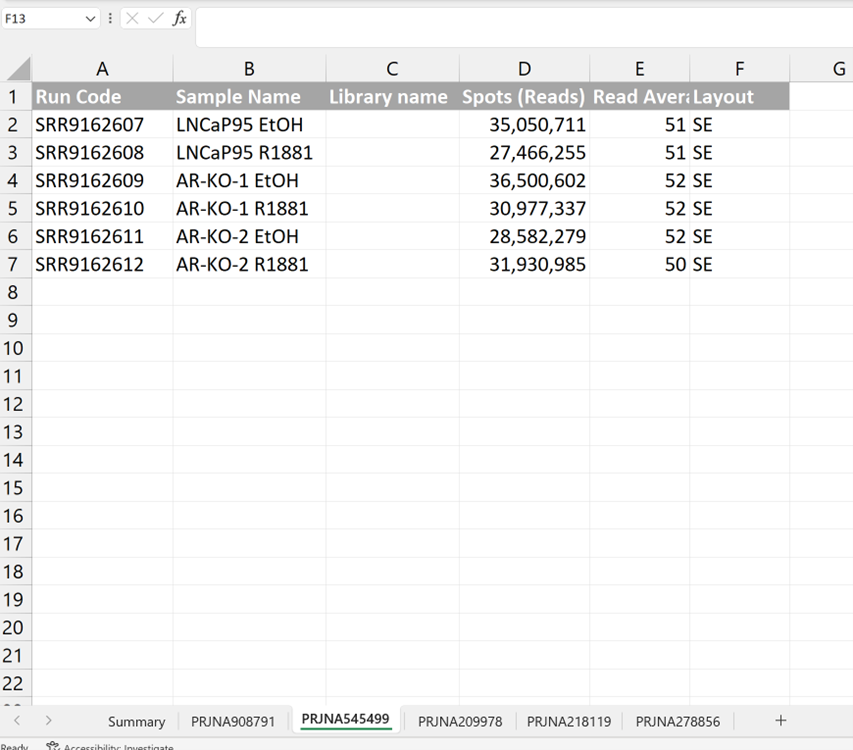 F13 fx
A B C D E F G
1 Run Code Sample Name Library name Spots (Reads) Read Avera Layout
2 SRR9162607 LNCaP95 EtOH 35,050,711 51 SE
3 SRR9162608 LNCaP95 R1881 27,466,255 51 SE
4 SRR9162609 AR-KO-1 EtOH 36,500,602 52 SE
5 SRR9162610 AR-KO-1 R1881 30,977,337 52 SE
6 SRR9162611 AR-KO-2 EtOH 28,582,279 52 SE
7 SRR9162612 AR-KO-2 R1881 31,930,985 50 SE
8
9
10
11
12
13
14
15
16
17
18
19
20
21
22
Summary PRJNA908791 PRJNA545499 PRJNA209978 PRJNA218119 PRJNA278856 +
Ready Accessibility: Investigate